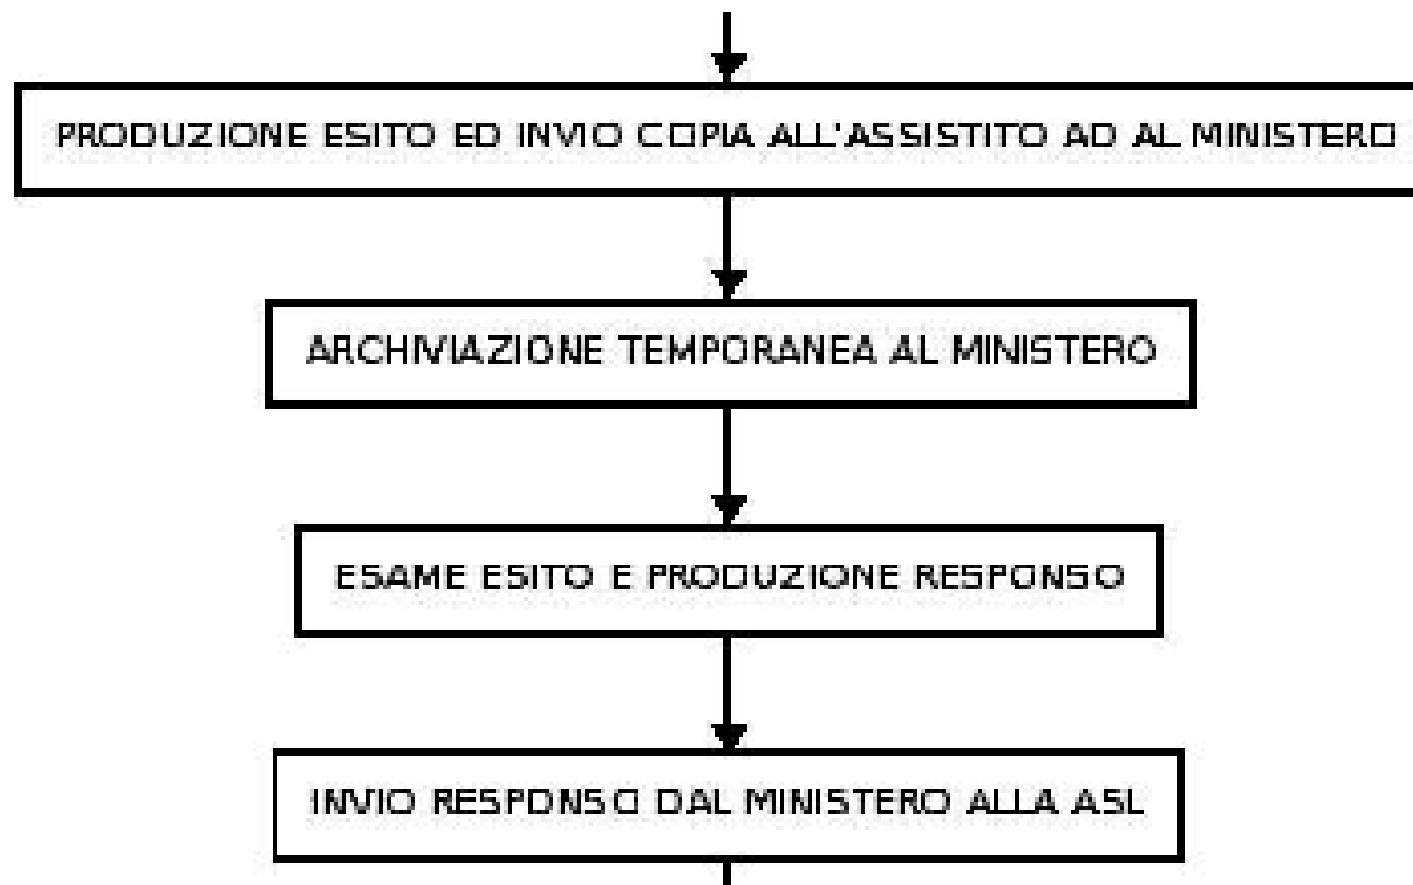 PRODUZIONE ESITO ED INVIO COPIA ALL'ASSISTITO AD AL MINISTERO
ARCHIVIAZIONE TEMPORANEA AL MINISTERO
ESAME ESITO E PRODUZIONE RESPONSO
INVIO RESPONSO DAL MINISTERO ALLA ASL